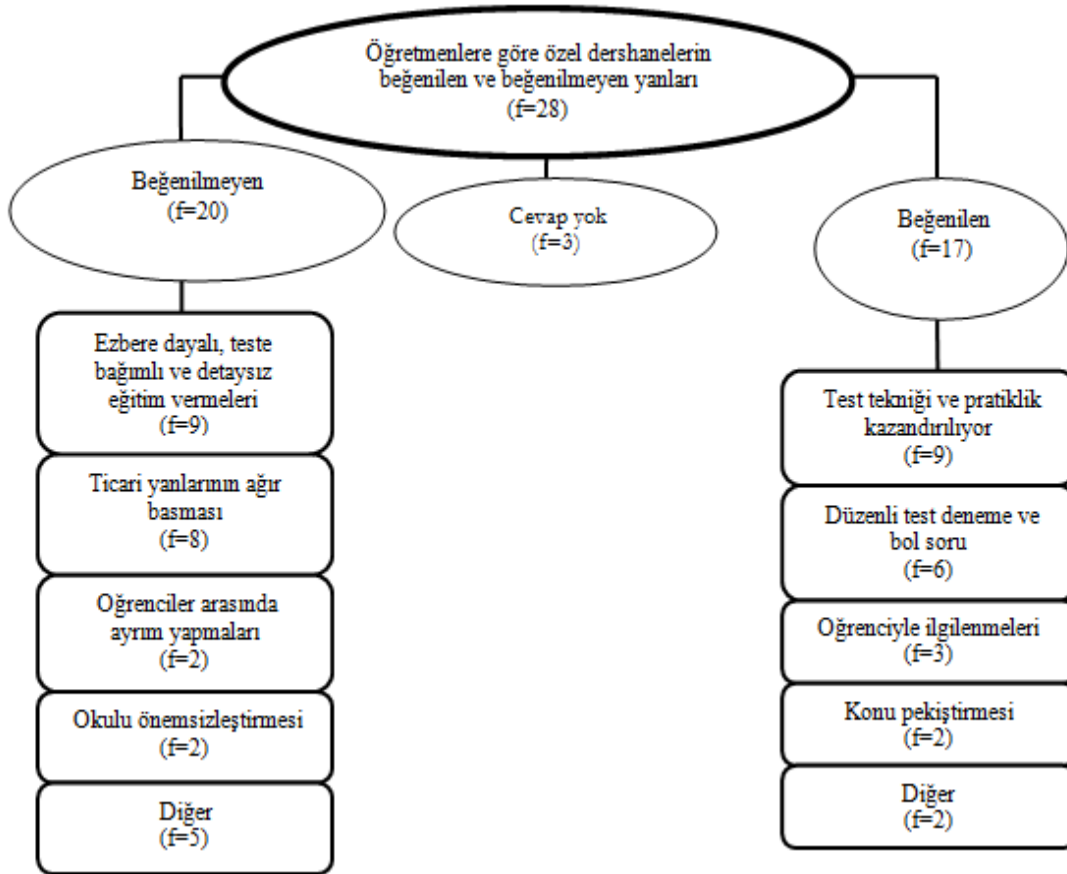 Öğretmenlere göre özel dershanelerin
beğenilen ve beğenilmeyen yanları
(f=28)
Beğenilmeyen
(f=20)
Cevap yok
(f=3)
Beğenilen
(f=17)
Ezbere dayalı, teste
bağımlı ve detaysız
eğitim vermeleri
(f=9)
Ticari yanlarının ağır
basması
(f=8)
Oğrenciler arasında
ayrım yapmaları
(f=2)
Okulu önemsizleştirmesi
(f=2)
Diğer
(f=5)
Test tekniği ve pratiklik
kazandırılıyor
(f=9)
Düzenli test deneme ve
bol soru
(f=6)
Oğrenciyle ilgilenmeleri
(f=3)
Konu pekiştirmesi
(f=2)
Diğer
(f=2)